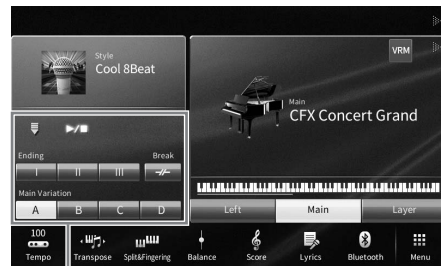 Style
Cool 8Beat
VRM
Main
CFX Concert Grand
Ending
Break
I
II
III
Main Variation
A
B
C
D
Left
Main
Layer
100
Tempo
Transpose
Split&Fingering
Balance
Score
Lyrics
Bluetooth
Menu